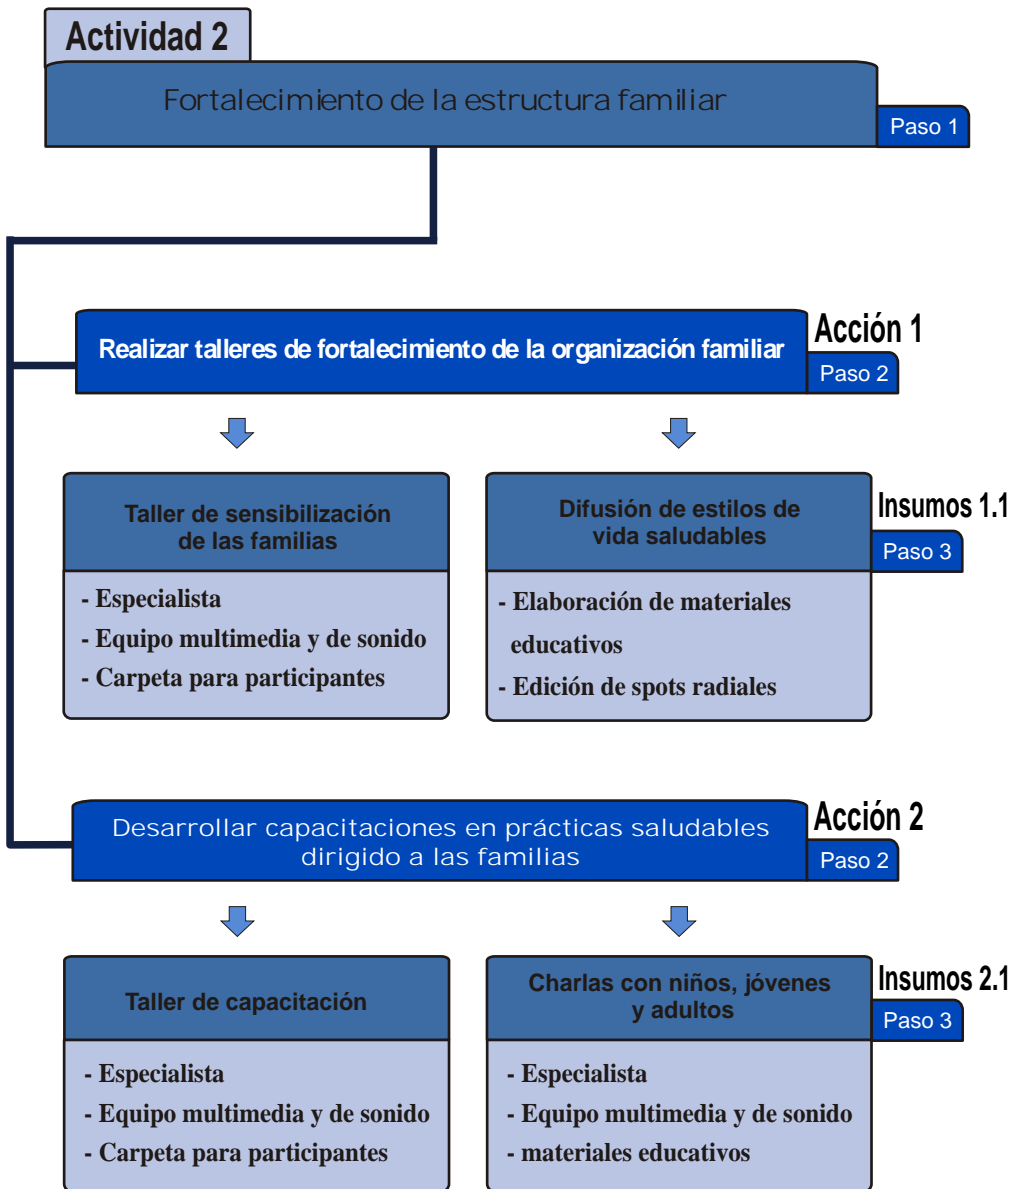 Actividad 2
Fortalecimiento de la estructura familiar
Paso 1
Acción 1
Realizar talleres de fortalecimiento de la organización familiar
Paso 2
Taller de sensibilización
de las familias
- Especialista
- Equipo multimedia y de sonido
- Carpeta para participantes
Difusión de estilos de
vida saludables
- Elaboración de materiales
educativos
- Edición de spots radiales
Insumos 1.1
Paso 3
Acción 2
Desarrollar capacitaciones en prácticas saludables
dirigido a las familias
Paso 2
Taller de capacitación
- Especialista
- Equipo multimedia y de sonido
- Carpeta para participantes
Charlas con niños, jóvenes
y adultos
- Especialista
- Equipo multimedia y de sonido
- materiales educativos
Insumos 2.1
Paso 3